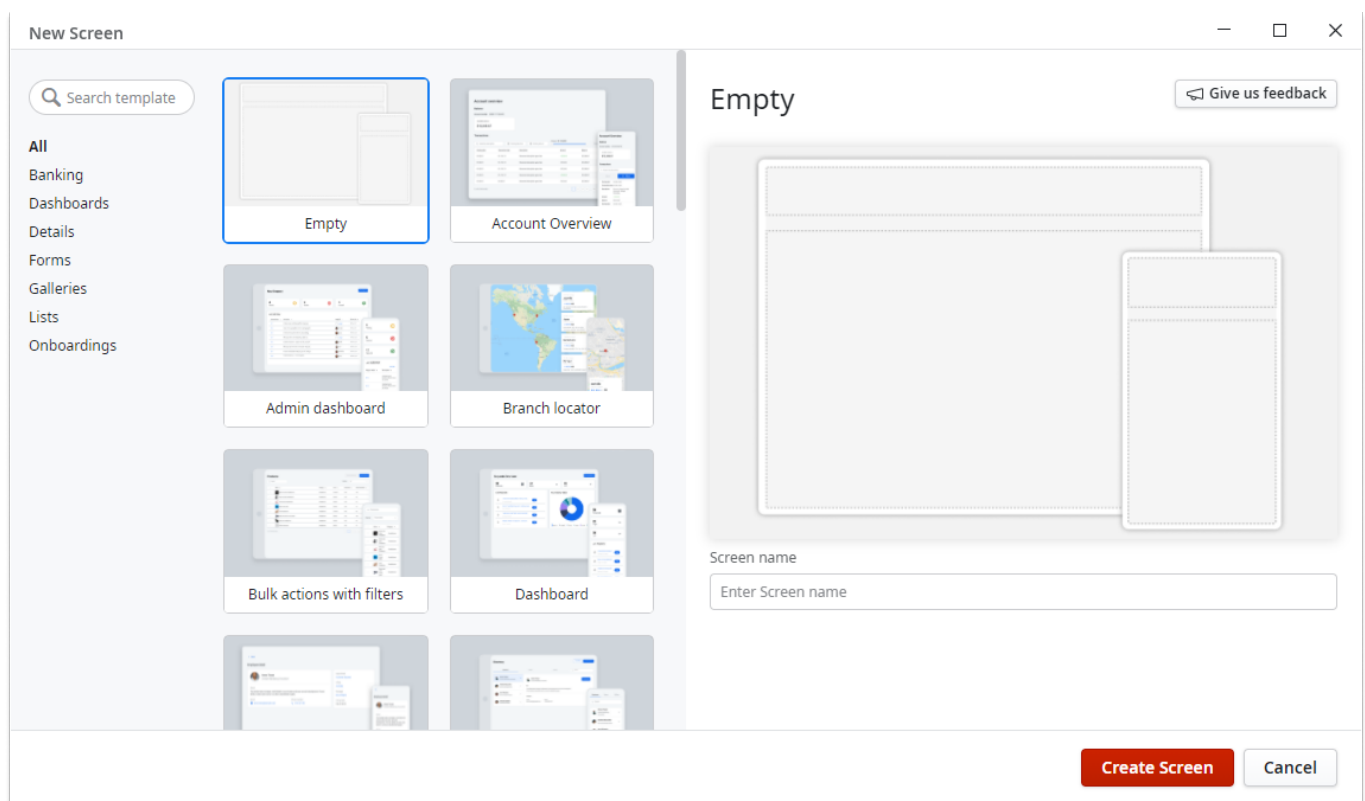 New Screen
Search template
All
Banking
Dashboards
Details
Forms
Galleries
Lists
Onboardings
Empty
Account Overview
Admin dashboard
Branch locator
Bulk actions with filters
Dashboard
Empty
Give us feedback
Screen name
Enter Screen name
Create Screen
Cancel